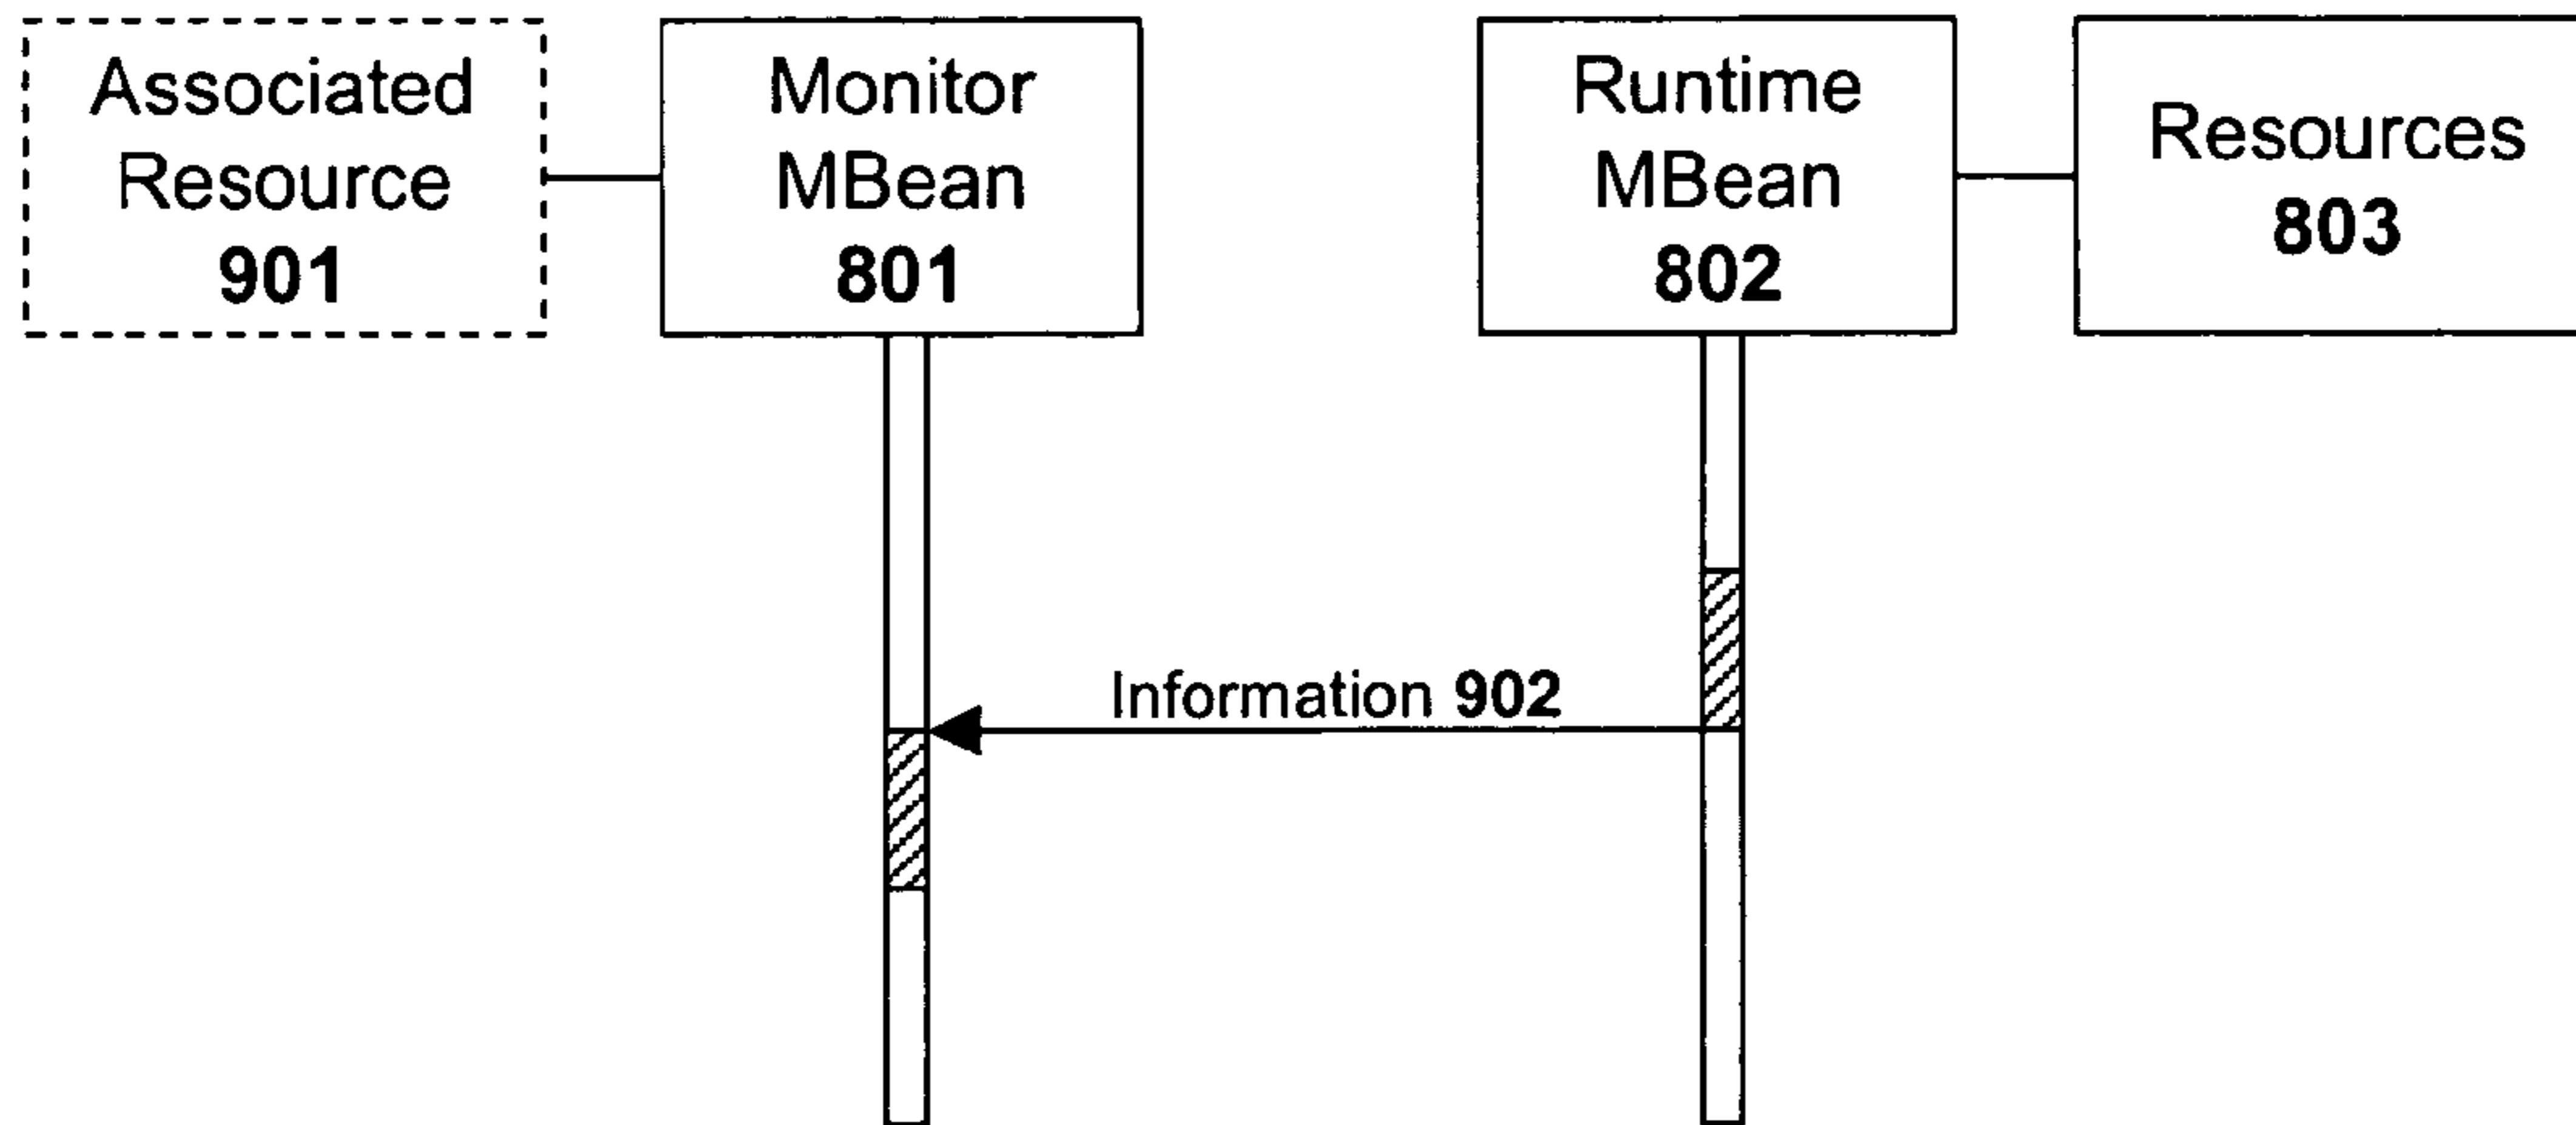 Associated
Resource
901
Monitor
MBean
801
Runtime
MBean
802
Resources
803
Information 902